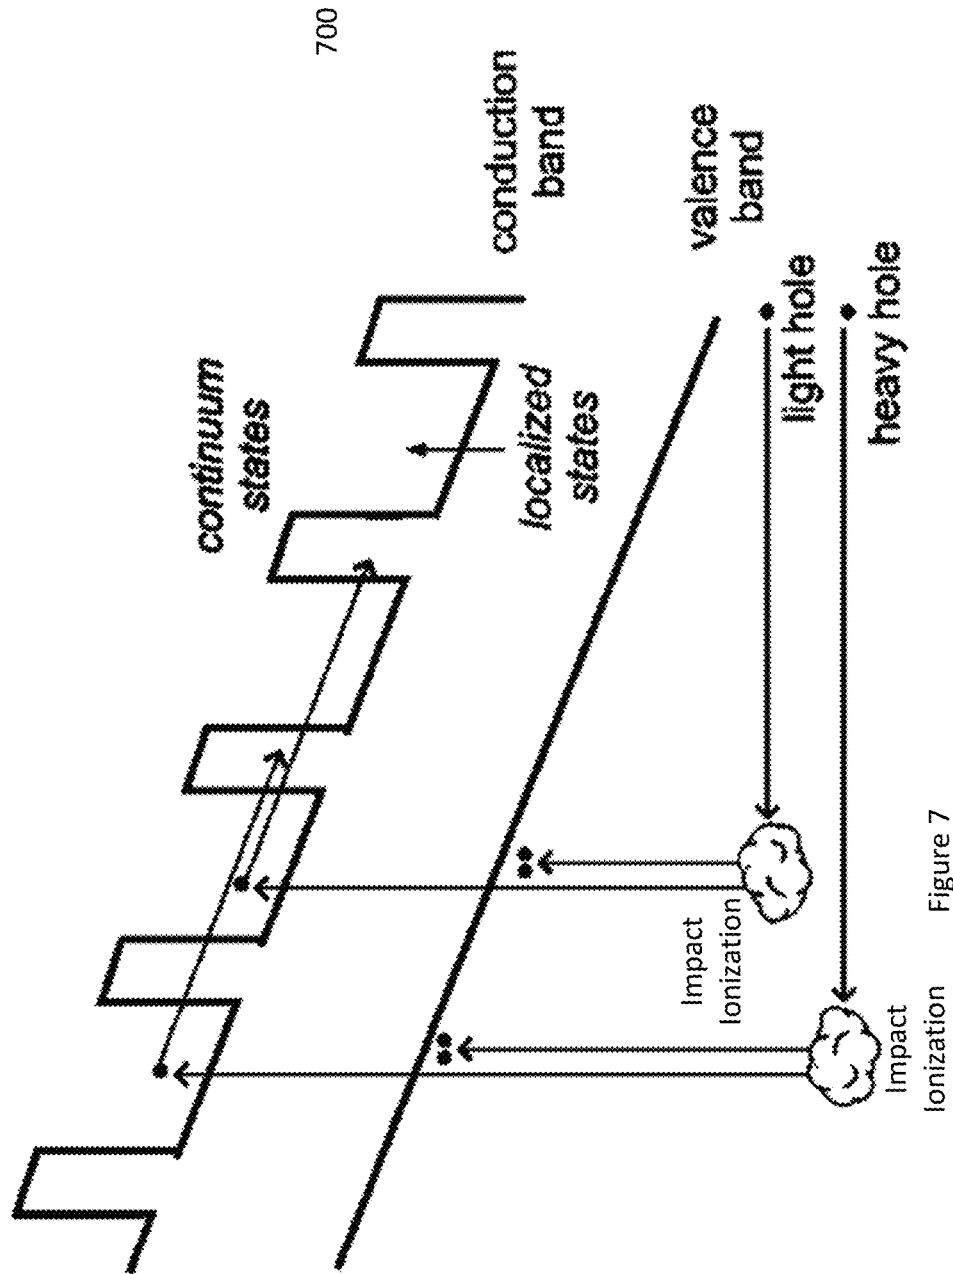 700
continuum
states
conduction
band
localized
states
valence
band
light hole
heavy hole
Impact
Ionization
Impact
Ionization
Figure 7